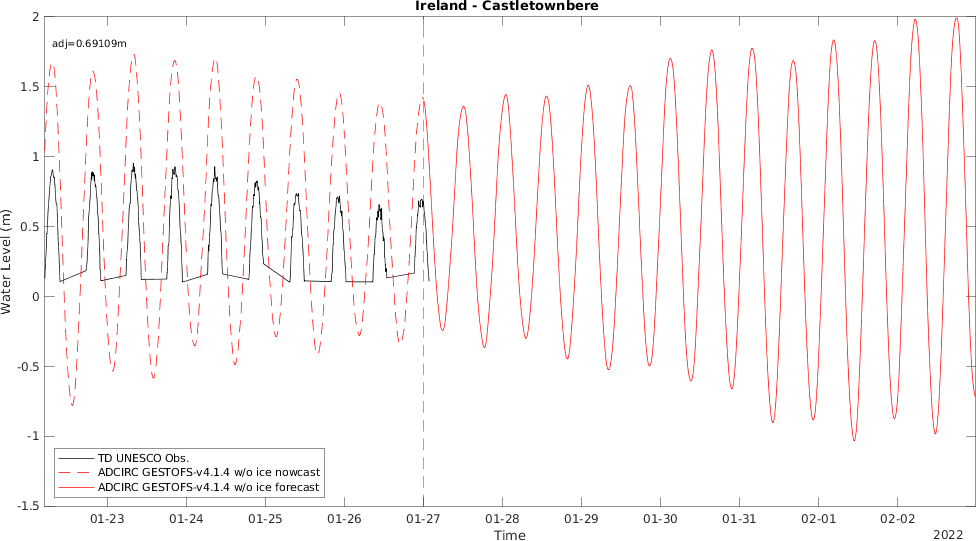 Ireland - Castletownbere
adj=0.69109m
2
1.5
1
0.5
0
-0.5
-1
-1.5
Water Level (m)
TD UNESCO Obs.
ADCIRC GESTOFS-v4.1.4 w/o ice nowcast
ADCIRC GESTOFS-v4.1.4 w/o ice forecast
01-23 01-24 01-25 01-26 01-27 01-28 01-29 01-30 01-31 02-01 02-02
Time
2022